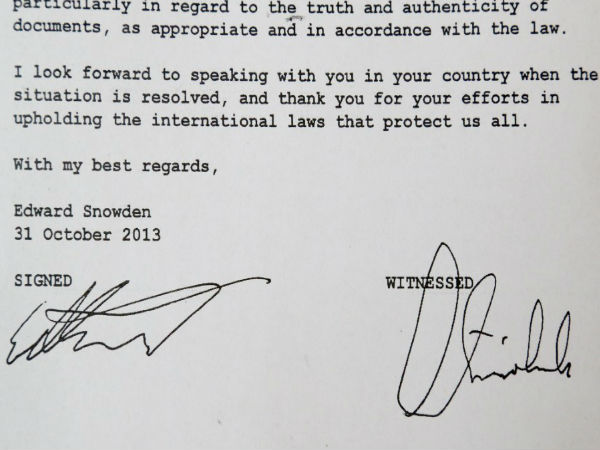 particularly in regard to the truth and authenticity of
documents, as appropriate and in accordance with the law.
I look forward to speaking with you in your country when the
situation is resolved, and thank you for your efforts in
upholding the international laws that protect us all.
With my best regards,
Edward Snowden
31 October 2013
SIGNED WITNESSED